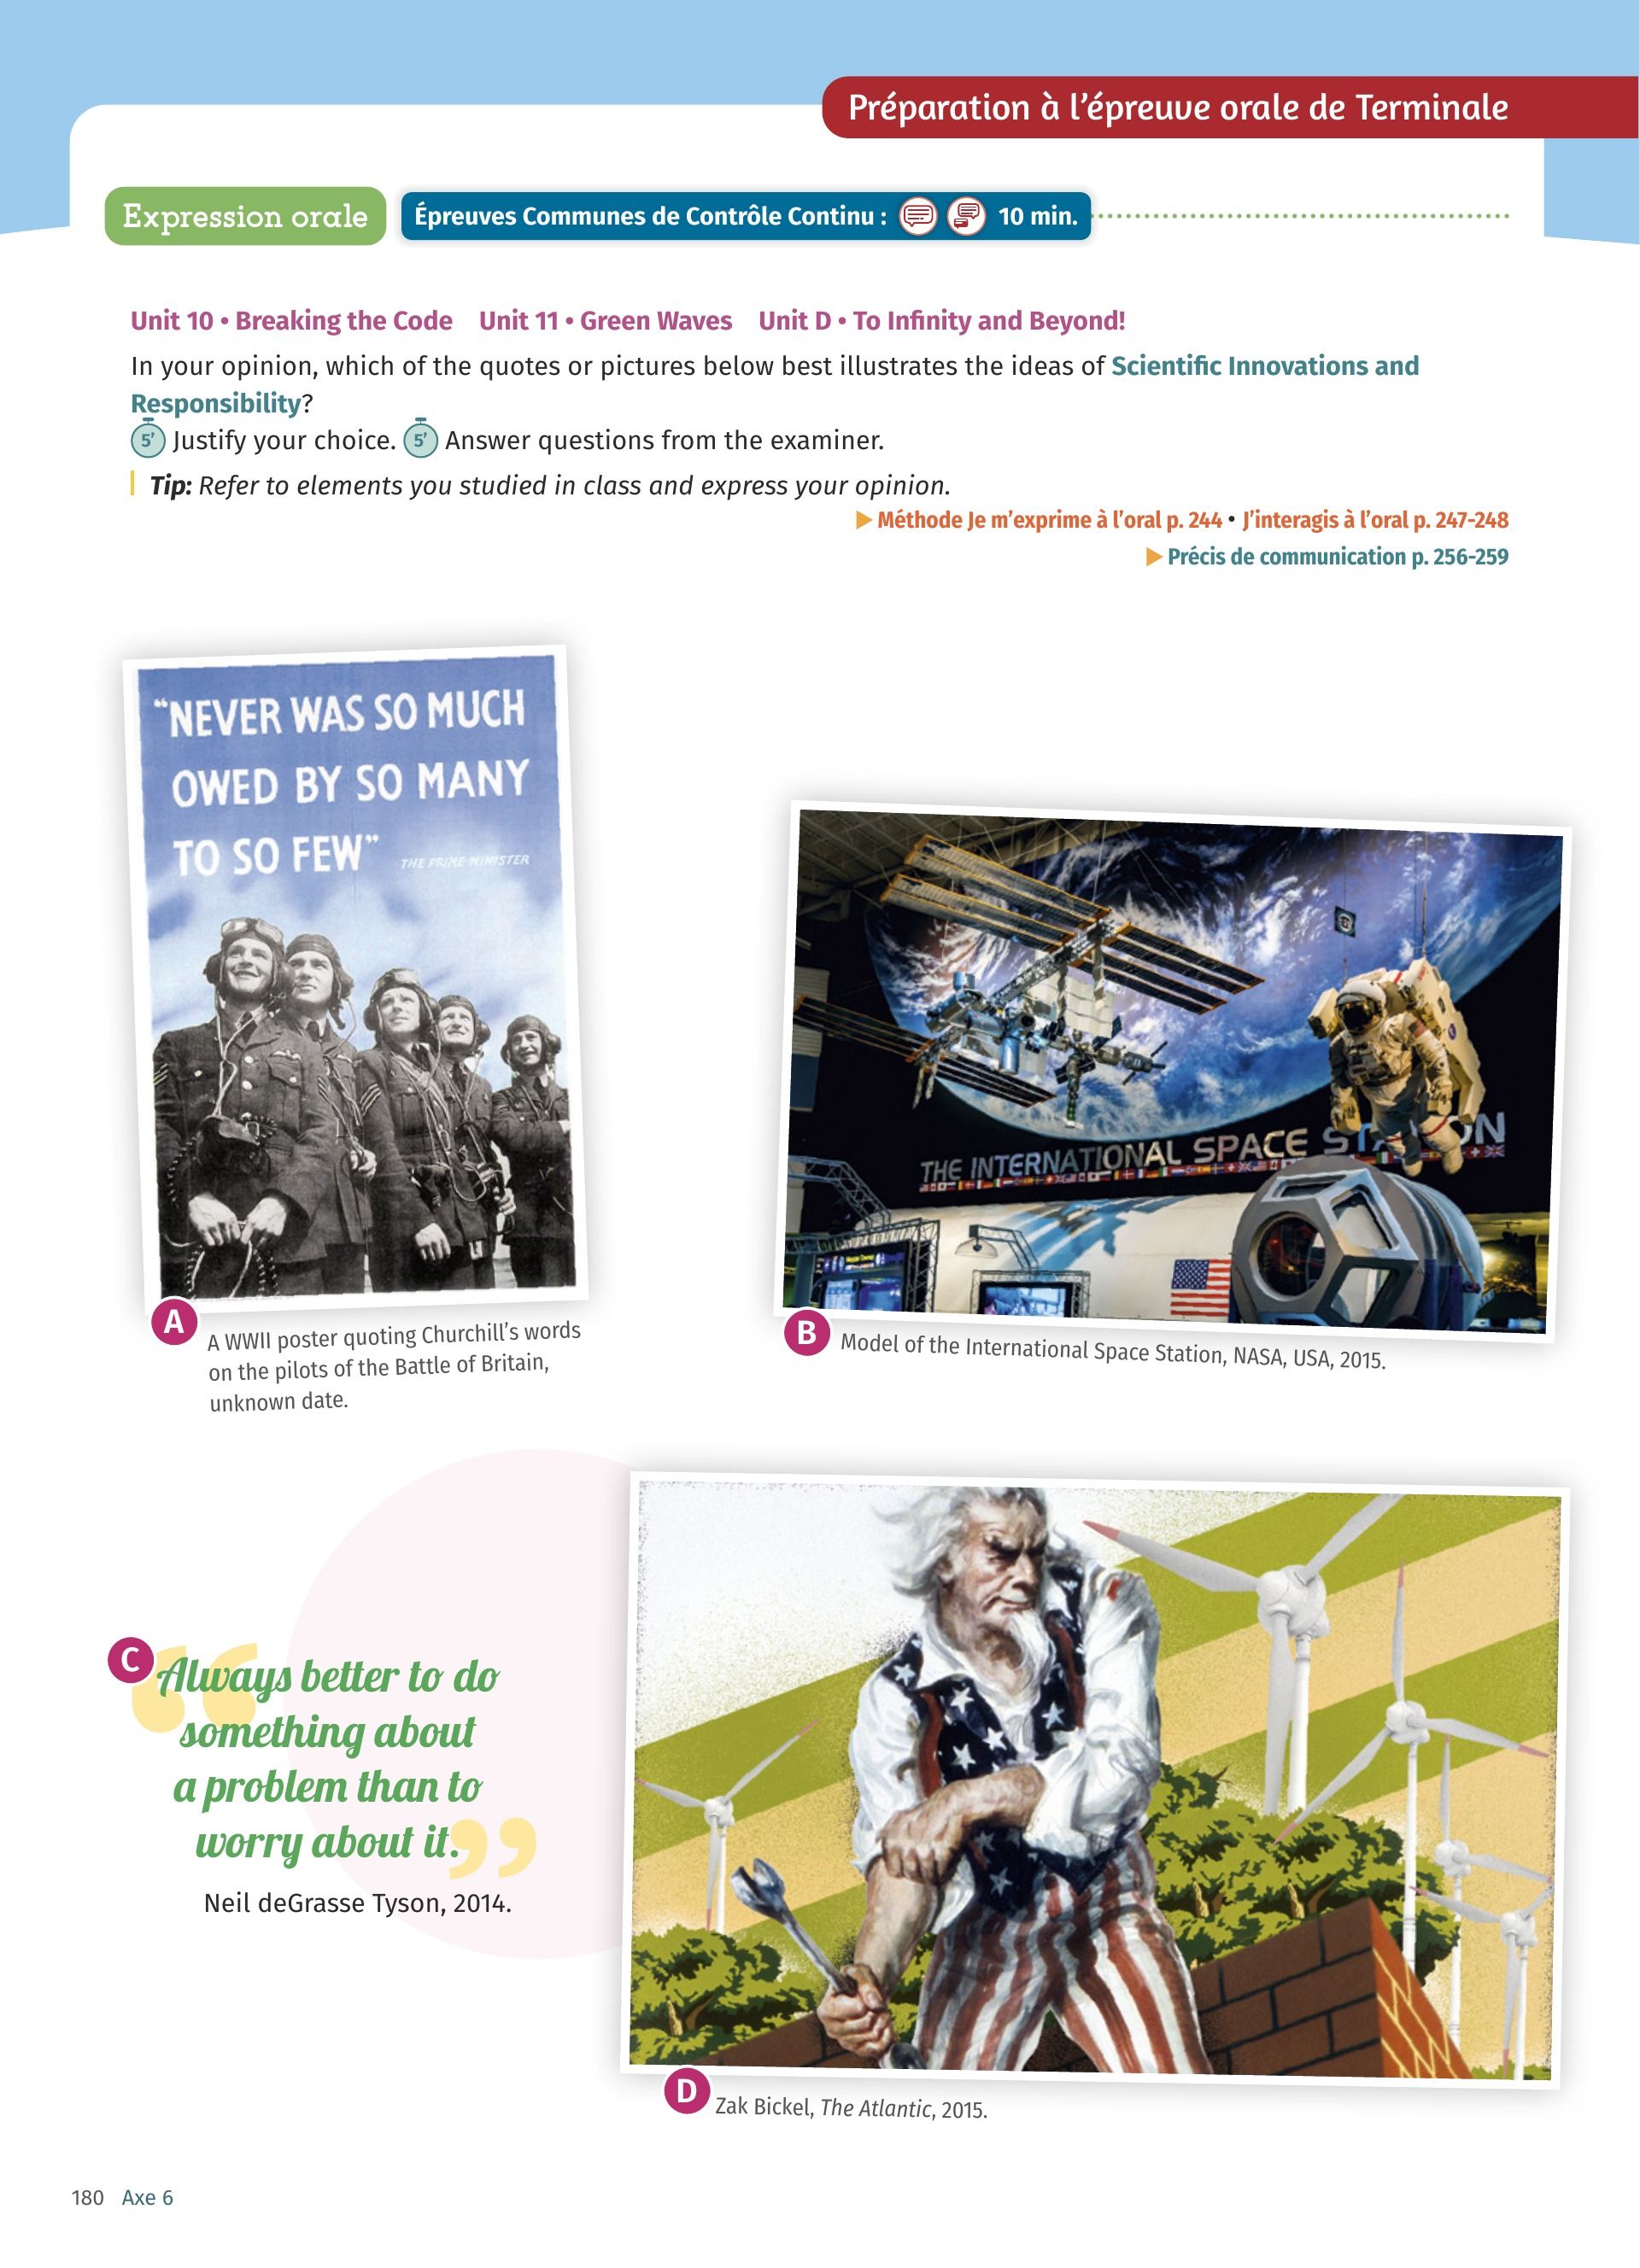 Préparation à l'épreuve orale de Terminale
Expression orale
Épreuves Communes de Contrôle Continu : 10 min.
Unit 10 • Breaking the Code Unit 11 • Green Waves Unit D • To Infinity and Beyond!
In your opinion, which of the quotes or pictures below best illustrates the ideas of Scientific Innovations and
Responsibility?
5' Justify your choice. 5' Answer questions from the examiner.
Tip: Refer to elements you studied in class and express your opinion.
Méthode Je m'exprime à l'oral p. 244 • J'interagis à l'oral p. 247-248
Précis de communication p. 256-259
"NEVER WAS SO MUCH
OWED BY SO MANY
TO SO FEW"
THE PRIME MINISTER
A
A WWII poster quoting Churchill's words
on the pilots of the Battle of Britain,
unknown date.
THE INTERNATIONAL SPACE STATION
B
Model of the International Space Station, NASA, USA, 2015.
C
“Always better to do
something about
a problem than to
worry about it.”
Neil deGrasse Tyson, 2014.
D
Zak Bickel, The Atlantic, 2015.
180 Axe 6